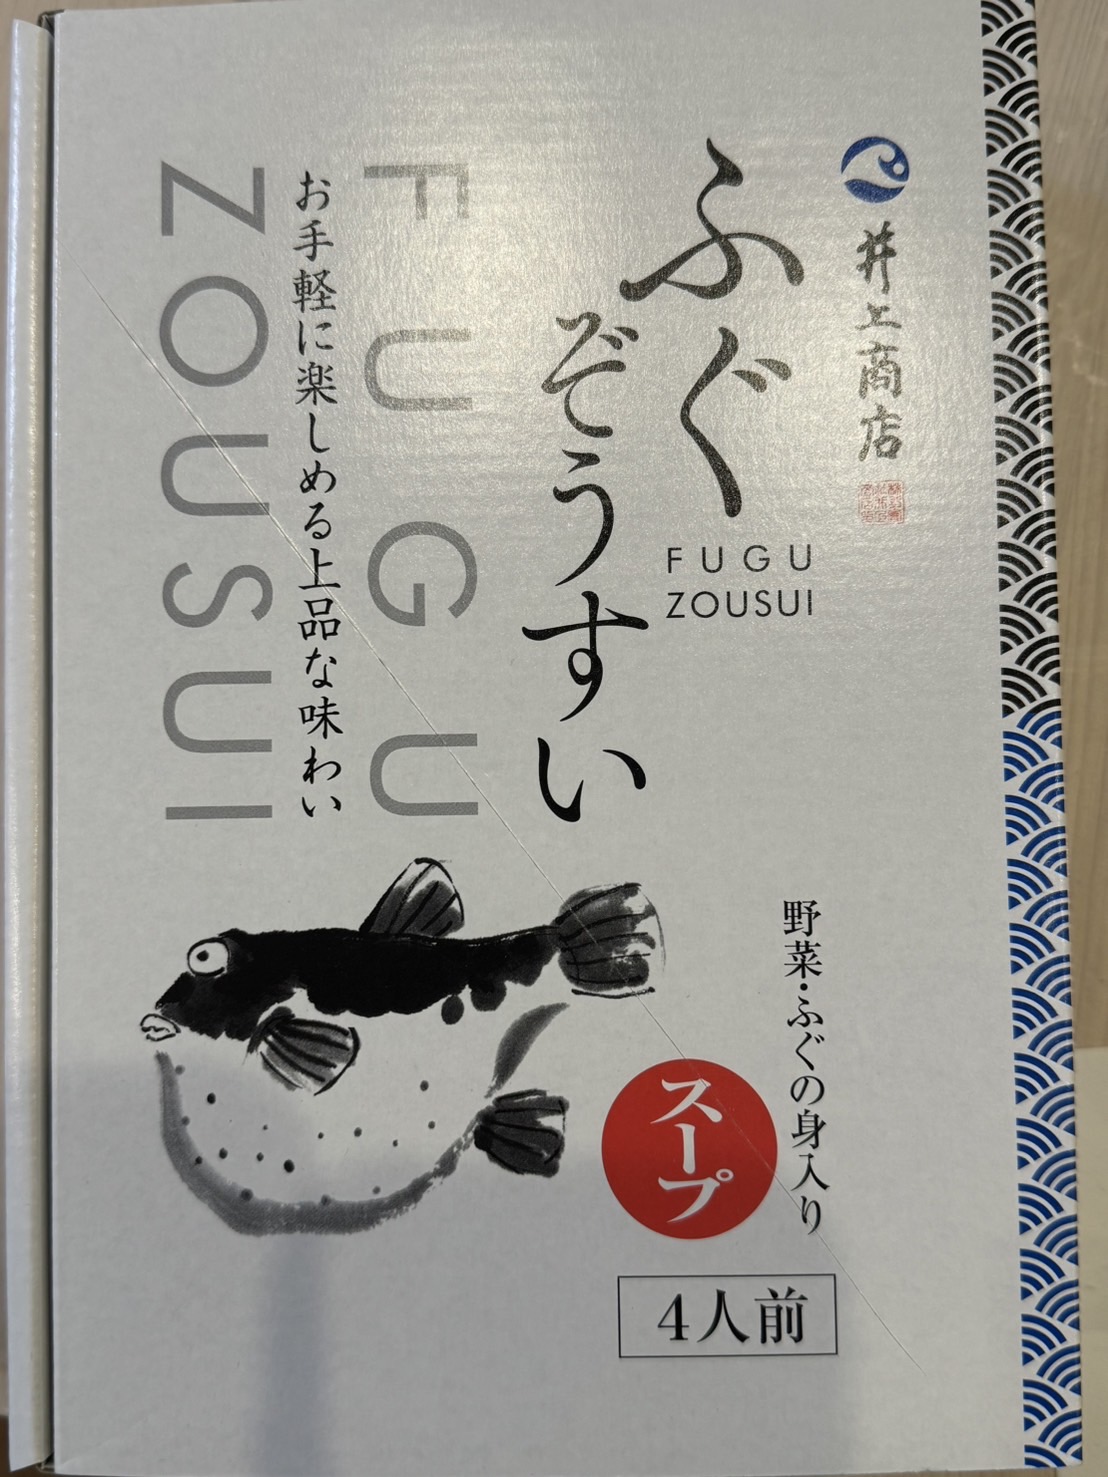 井上商店
ふぐ
ぞうすい
FUGU
ZOUSUI
野菜・ふぐの身入り
スープ
4人前
FUGU
お手軽に楽しめる上品な味わい
ZOUSUI